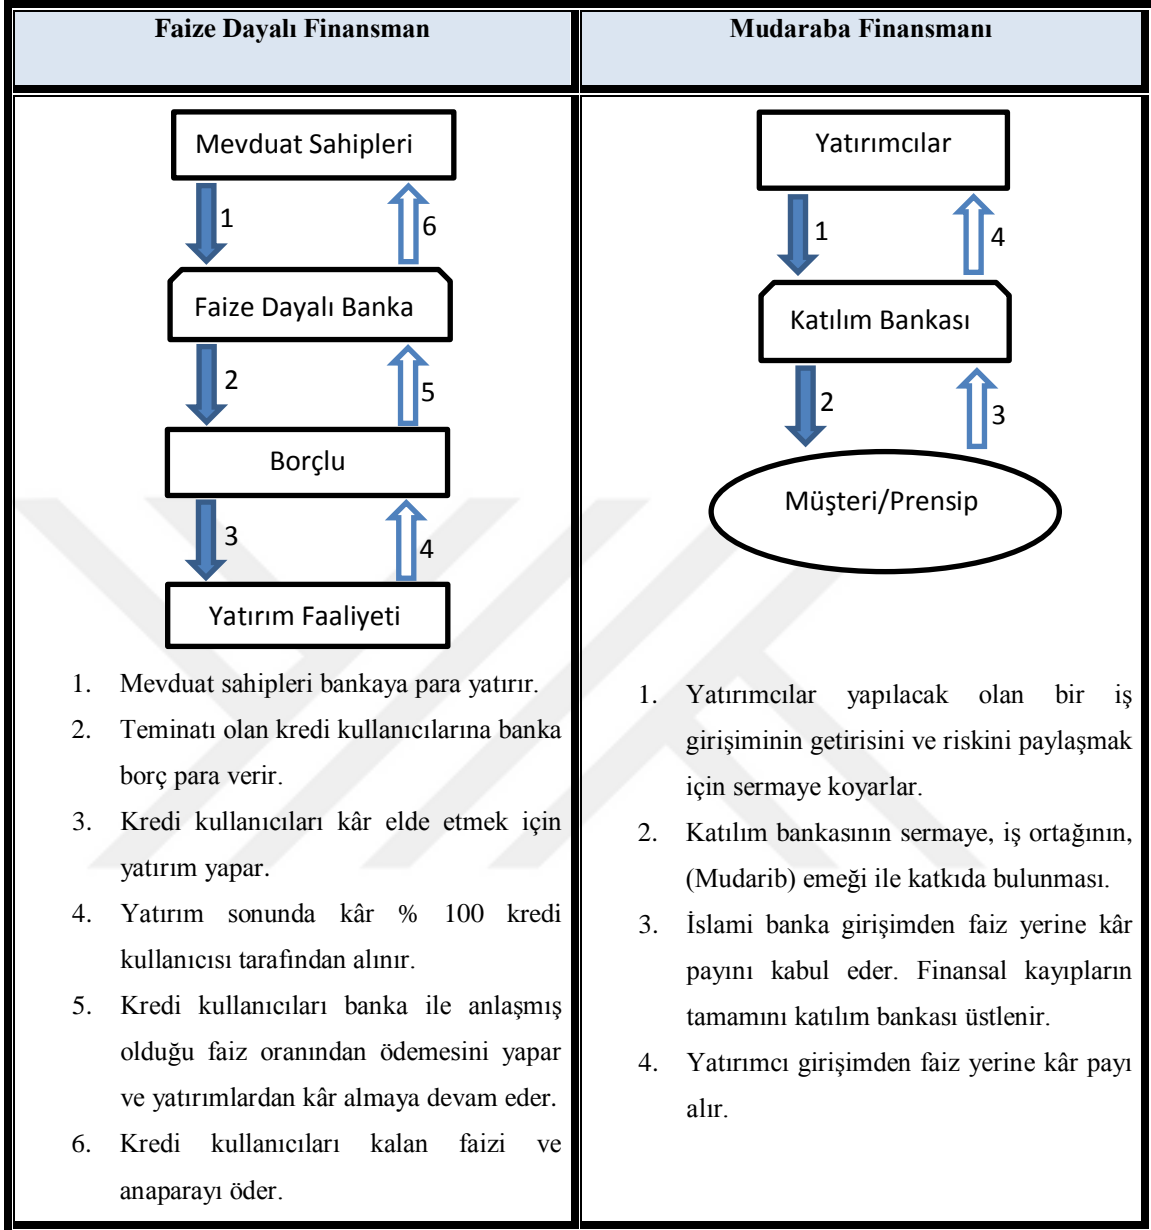 Faize Dayalı Finansman
Mevduat Sahipleri
1
6
Faize Dayalı Banka
2
5
Borçlu
3
4
Yatırım Faaliyeti
1. Mevduat sahipleri bankaya para yatırır.
2. Teminatı olan kredi kullanıcılarına banka
borç para verir.
3. Kredi kullanıcıları kâr elde etmek için
yatırım yapar.
4. Yatırım sonunda kâr % 100 kredi
kullanıcısı tarafından alınır.
5. Kredi kullanıcıları banka ile anlaşmış
olduğu faiz oranından ödemesini yapar
ve yatırımlardan kâr almaya devam eder.
6. Kredi kullanıcıları kalan faizi ve
anaparayı öder.
Mudaraba Finansmanı
Yatırımcılar
1
4
Katılım Bankası
2
3
Müşteri/Prensip
1. Yatırımcılar yapılacak olan bir iş
girişiminin getirisini ve riskini paylaşmak
için sermaye koyarlar.
2. Katılım bankasının sermaye, iş ortağının,
(Mudarib) emeği ile katkıda bulunması.
3. İslami banka girişimden faiz yerine kâr
payını kabul eder. Finansal kayıpların
tamamını katılım bankası üstlenir.
4. Yatırımcı girişimden faiz yerine kâr payı
alır.